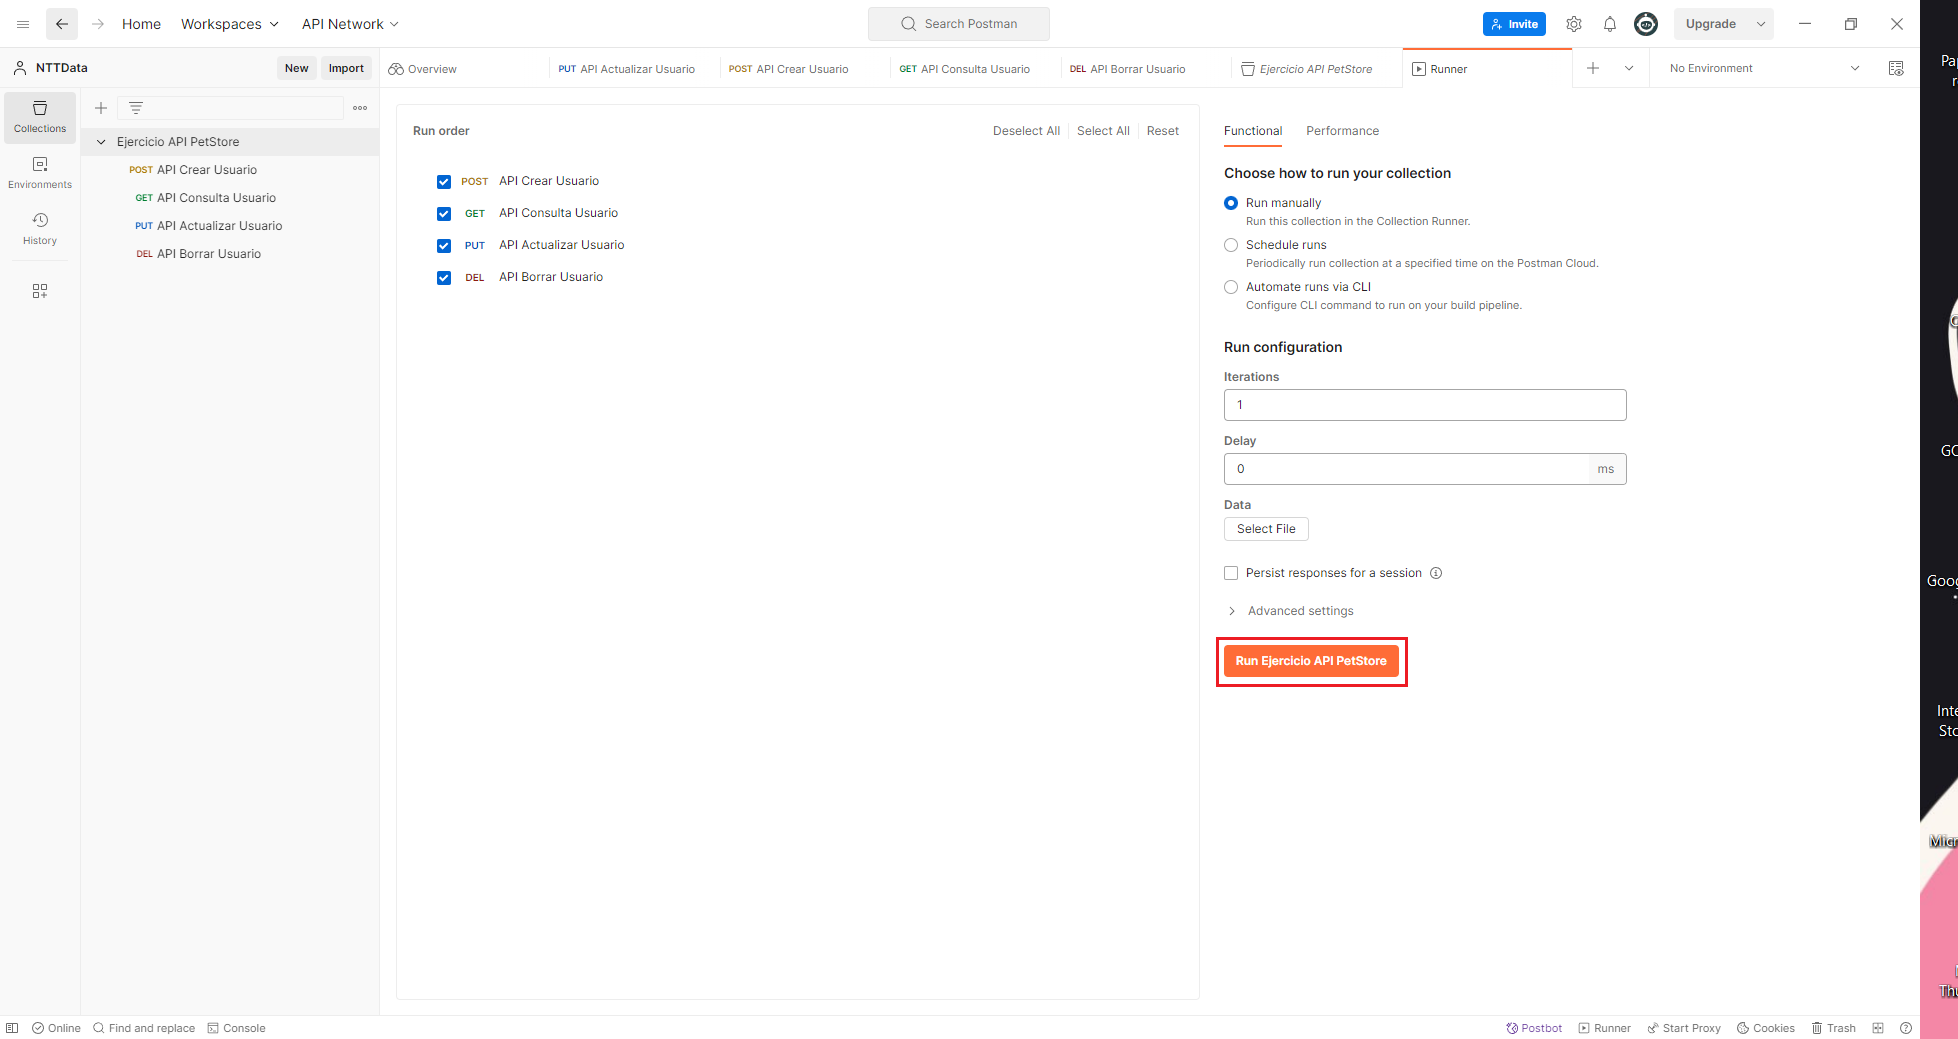 Home Workspaces API Network Search Postman Invite Upgrade
NTTData New Import Overview PUT API Actualizar Usuario POST API Crear Usuario GET API Consulta Usuario DEL API Borrar Usuario Ejercicio API PetStore Runner No Environment
Collections
Environments
History
Ejercicio API PetStore
POST API Crear Usuario
GET API Consulta Usuario
PUT API Actualizar Usuario
DEL API Borrar Usuario
Run order Deselect All Select All Reset
POST API Crear Usuario
GET API Consulta Usuario
PUT API Actualizar Usuario
DEL API Borrar Usuario
Functional Performance
Choose how to run your collection
Run manually
Run this collection in the Collection Runner.
Schedule runs
Periodically run collection at a specified time on the Postman Cloud.
Automate runs via CLI
Configure CLI command to run on your build pipeline.
Run configuration
Iterations
1
Delay
0 ms
Data
Select File
Persist responses for a session
Advanced settings
Run Ejercicio API PetStore
Online Find and replace Console Postbot Runner Start Proxy Cookies Trash